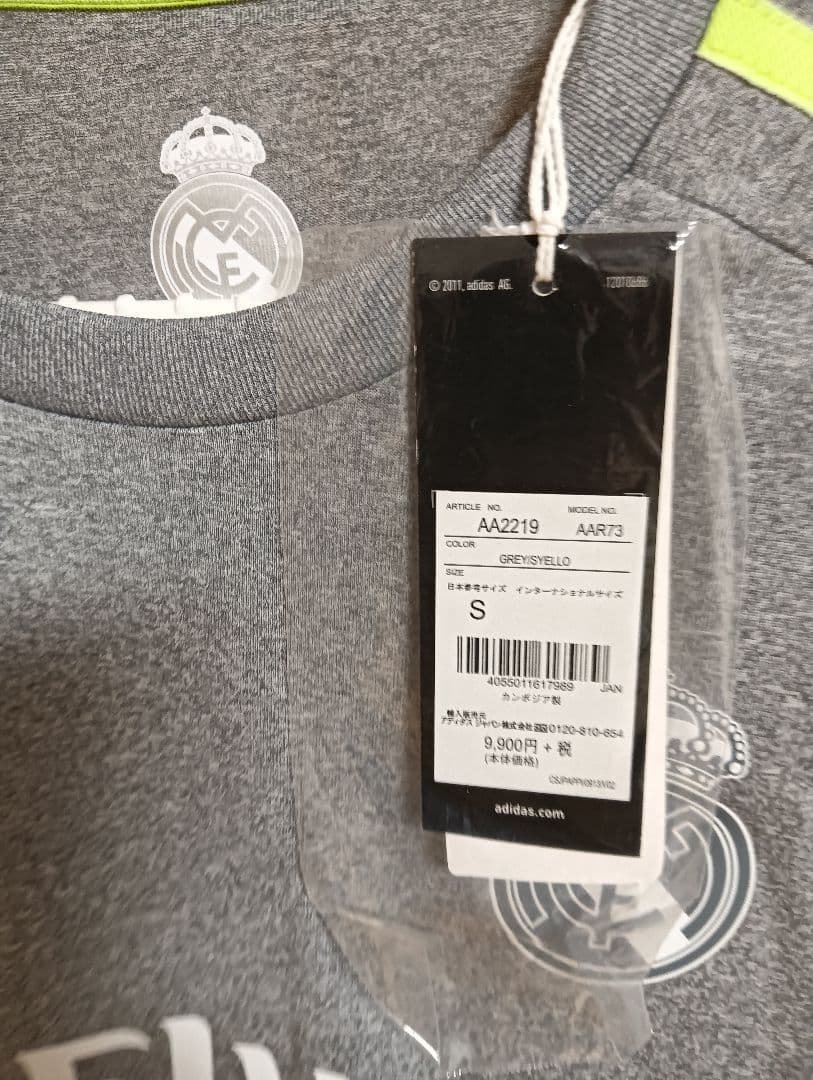 © 2011, adidas AG.
ARTICLE NO. MODEL NO.
AA2219 AAR73
COLOR
GREY/SYELLO
SIZE
日本参考サイズ インターナショナルサイズ
S
4055011617989 JAN
カンボジア製
輸入販売元
アディダス ジャパン株式会社 0120-810-654
9,900円 + 税
(本体価格)
adidas.com